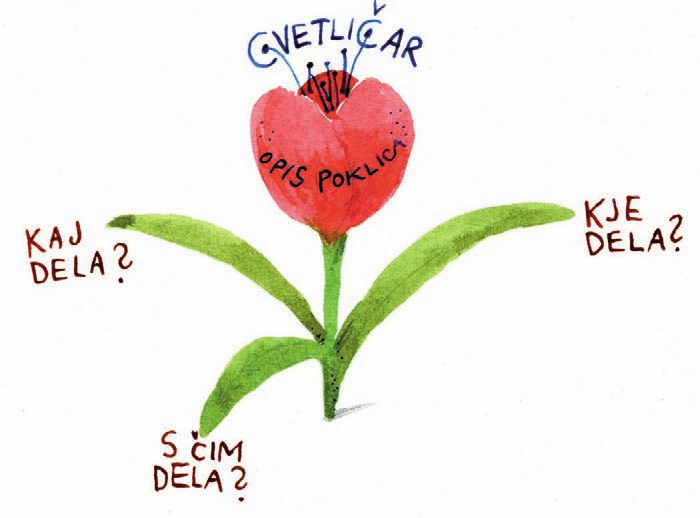 CVETLIČAR
OPIS POKLICA
KAJ
DELA?
KJE
DELA?
S ČIM
DELA?